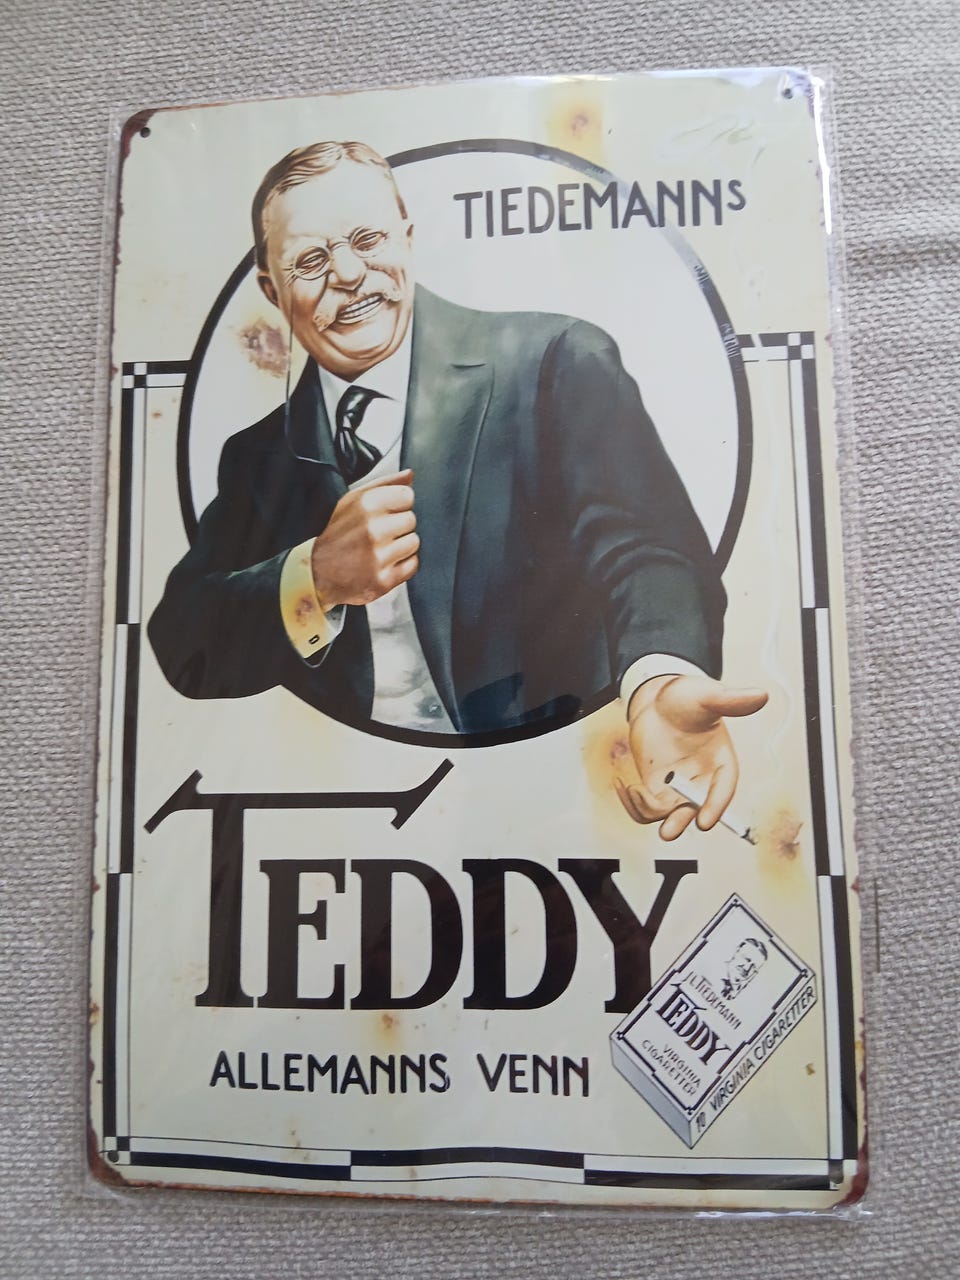 TIEDEMANNS
TEDDY
ALLEMANNS VENN
J.L.TIEDEMANN
TEDDY
VIRGINIA
CIGARETTER
10 VIRGINIA CIGARETTER